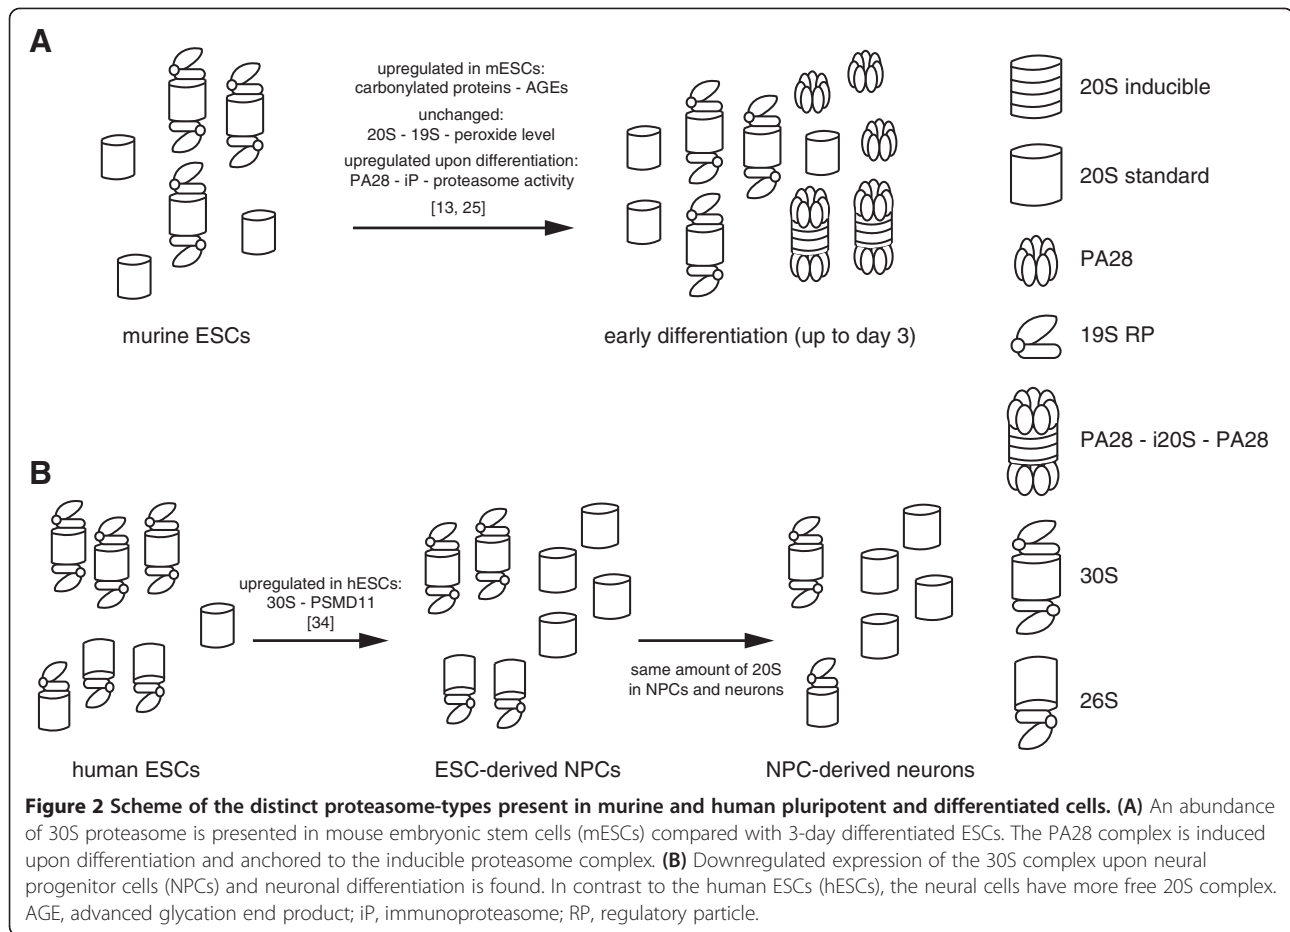 A
upregulated in mESCs:
carbonylated proteins - AGEs
unchanged:
20S - 19S - peroxide level
upregulated upon differentiation:
PA28 - iP - proteasome activity
[13, 25]
murine ESCs
early differentiation (up to day 3)
20S inducible
20S standard
PA28
19S RP
PA28 - i20S - PA28
30S
26S
B
upregulated in hESCs:
30S - PSMD11
[34]
same amount of 20S
in NPCs and neurons
human ESCs
ESC-derived NPCs
NPC-derived neurons
Figure 2 Scheme of the distinct proteasome-types present in murine and human pluripotent and differentiated cells. (A) An abundance
of 30S proteasome is presented in mouse embryonic stem cells (mESCs) compared with 3-day differentiated ESCs. The PA28 complex is induced
upon differentiation and anchored to the inducible proteasome complex. (B) Downregulated expression of the 30S complex upon neural
progenitor cells (NPCs) and neuronal differentiation is found. In contrast to the human ESCs (hESCs), the neural cells have more free 20S complex.
AGE, advanced glycation end product; iP, immunoproteasome; RP, regulatory particle.